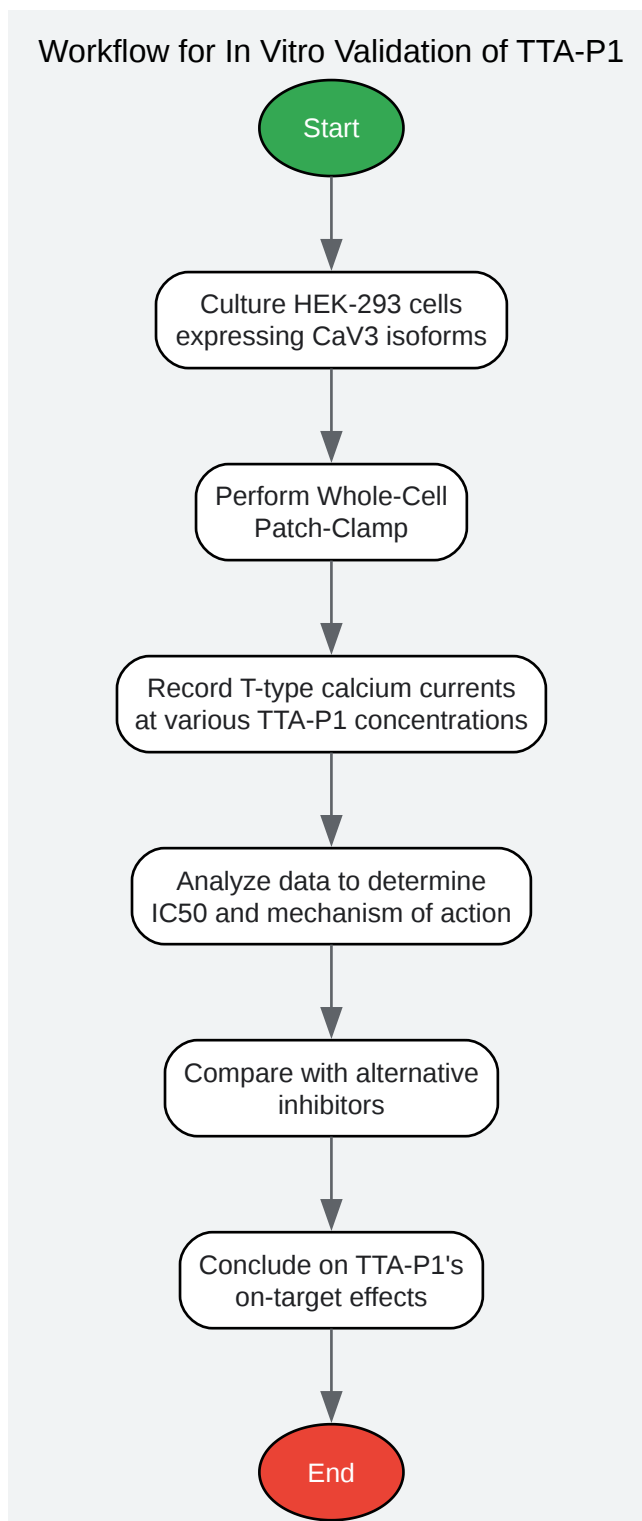 Workflow for In Vitro Validation of TTA-P1
Start
Culture HEK-293 cells
expressing CaV3 isoforms
Perform Whole-Cell
Patch-Clamp
Record T-type calcium currents
at various TTA-P1 concentrations
Analyze data to determine
IC50 and mechanism of action
Compare with alternative
inhibitors
Conclude on TTA-P1's
on-target effects
End